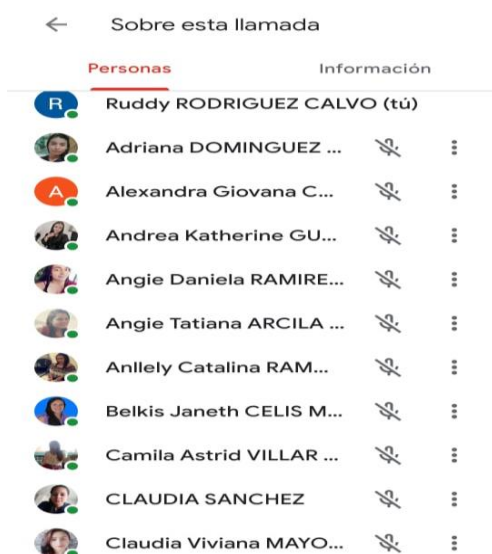 Sobre esta llamada
Personas Información
R Ruddy RODRIGUEZ CALVO (tú)
Adriana DOMINGUEZ ...
A Alexandra Giovana C...
Andrea Katherine GU...
Angie Daniela RAMIRE...
Angie Tatiana ARCILA ...
Anllely Catalina RAM...
Belkis Janeth CELIS M...
Camila Astrid VILLAR ...
CLAUDIA SANCHEZ
Claudia Viviana MAYO...